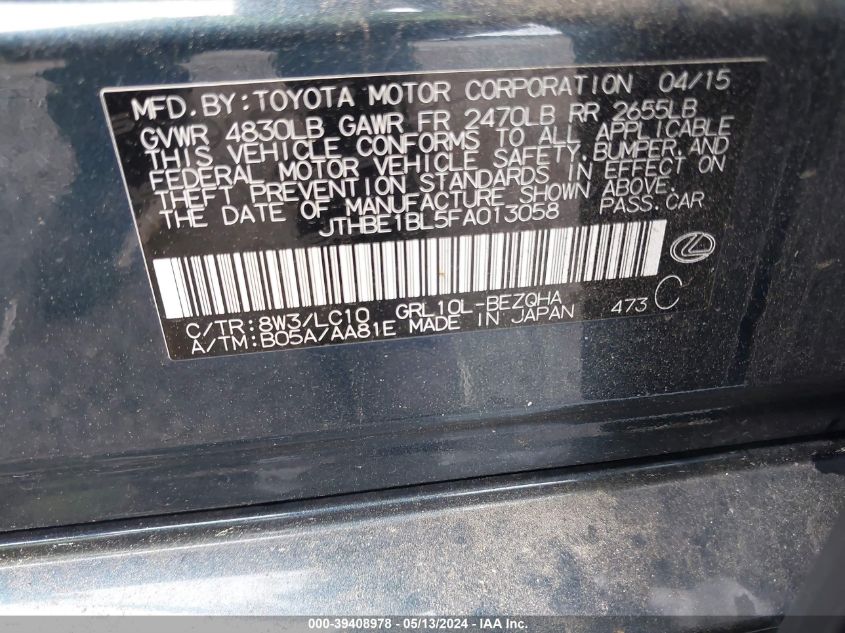 MFD. BY: TOYOTA MOTOR CORPORATION 04/15
GVWR 4830LB GAWR FR 2470LB RR 2655LB
THIS VEHICLE CONFORMS TO ALL APPLICABLE
FEDERAL MOTOR VEHICLE SAFETY, BUMPER, AND
THEFT PREVENTION STANDARDS IN EFFECT ON
THE DATE OF MANUFACTURE SHOWN ABOVE.
JTHBE1BL5FA013058 PASS. CAR
C/TR: 8W3/LC10 GRL10L-BEZQHA 473 C
A/TM: B05A/AA81E MADE IN JAPAN
000-39408978 - 05/13/2024 - IAA Inc.